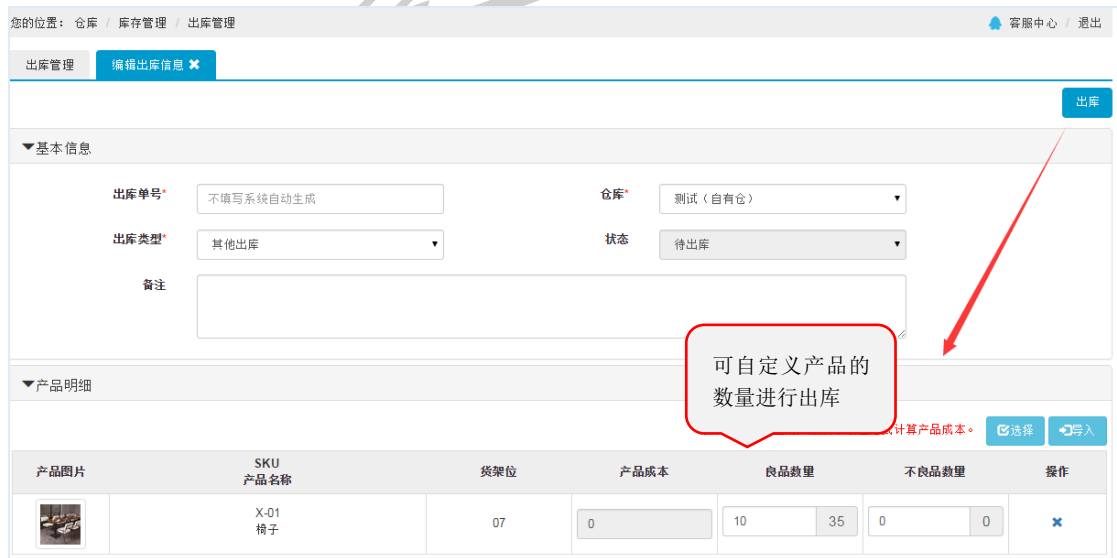 您的位置： 仓库 / 库存管理 / 出库管理
客服中心 / 退出
出库管理
编辑出库信息
出库
基本信息
出库单号* 不填写系统自动生成 仓库* 测试（自有仓）
出库类型* 其他出库 状态 待出库
备注
可自定义产品的
数量进行出库
产品明细
计算产品成本。 选择 导入
产品图片 SKU 产品名称 货架位 产品成本 良品数量 不良品数量 操作
X-01
椅子
07 0 10 35 0 0